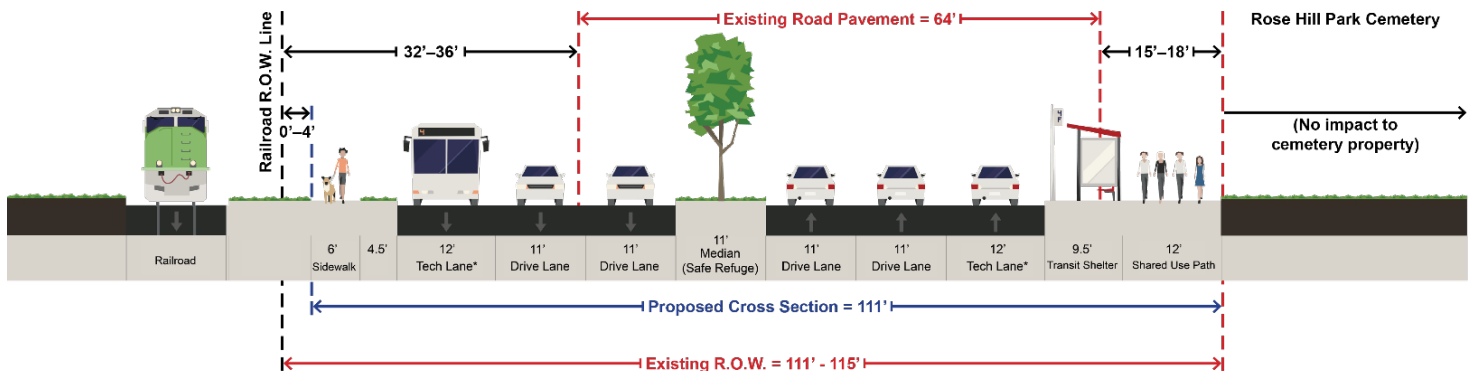 Existing Road Pavement = 64'
Rose Hill Park Cemetery
Railroad R.O.W. Line
32'–36'
15'–18'
0'–4'
(No impact to
cemetery property)
4
Railroad
6'
Sidewalk
4.5'
12'
Tech Lane*
11'
Drive Lane
11'
Drive Lane
11'
Median
(Safe Refuge)
11'
Drive Lane
11'
Drive Lane
12'
Tech Lane*
9.5'
Transit Shelter
12'
Shared Use Path
Proposed Cross Section = 111'
Existing R.O.W. = 111' - 115'